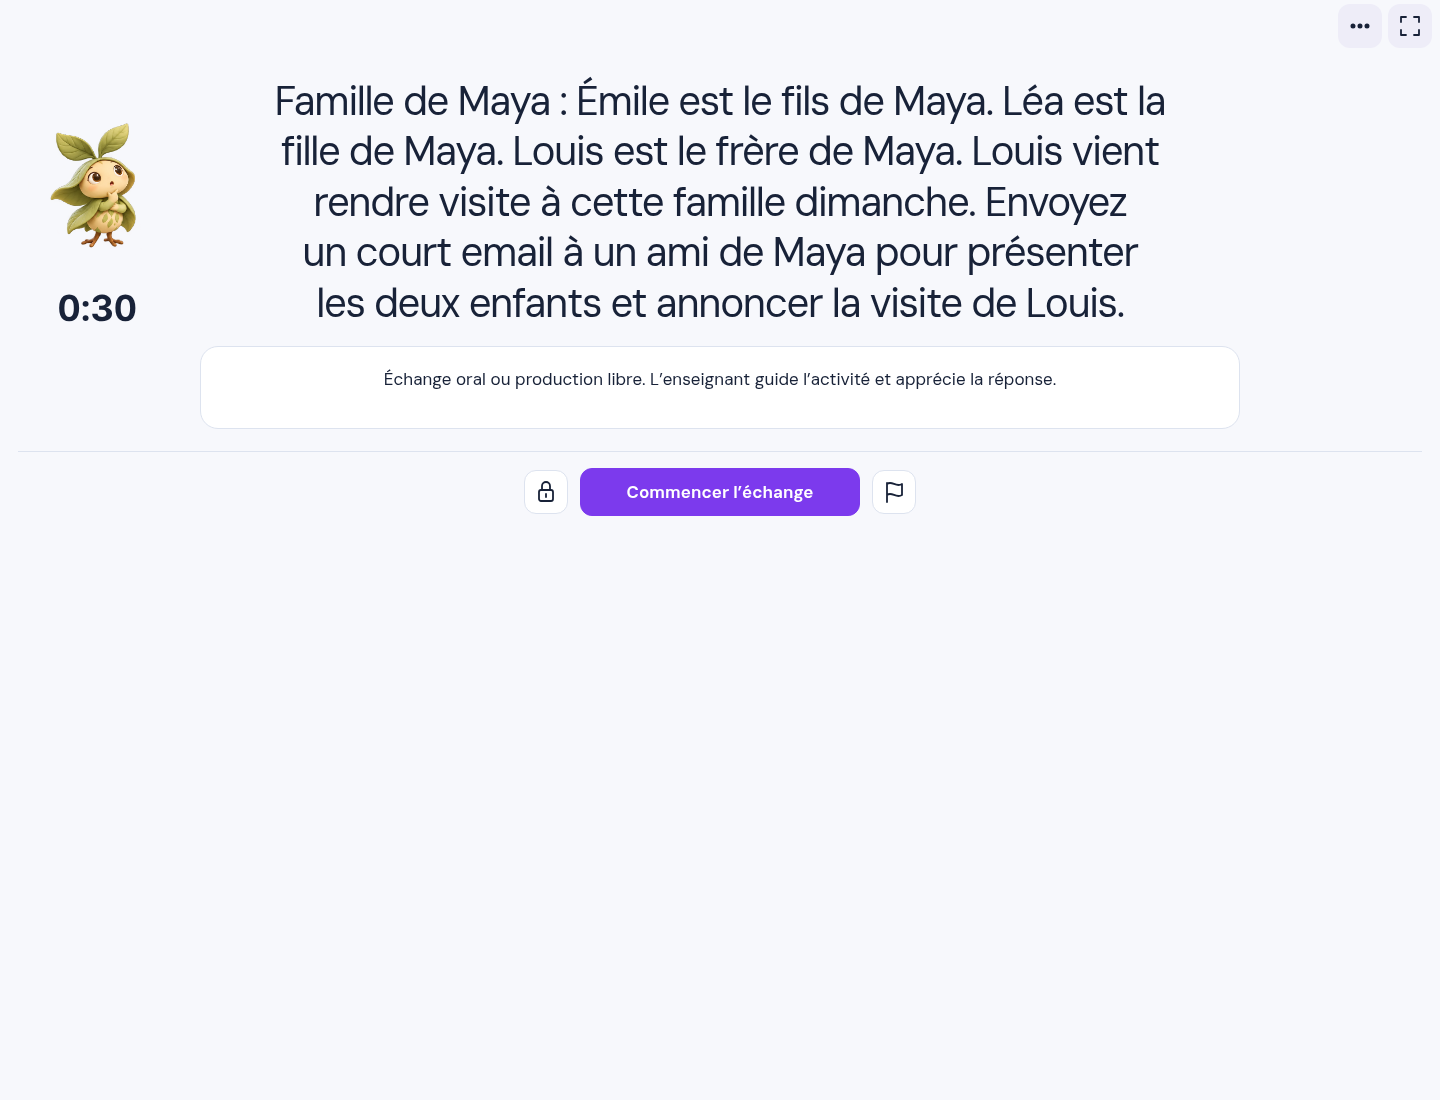 Famille de Maya : Émile est le fils de Maya. Léa est la
fille de Maya. Louis est le frère de Maya. Louis vient
rendre visite à cette famille dimanche. Envoyez
un court email à un ami de Maya pour présenter
les deux enfants et annoncer la visite de Louis.
0:30
Échange oral ou production libre. L’enseignant guide l’activité et apprécie la réponse.
Commencer l’échange